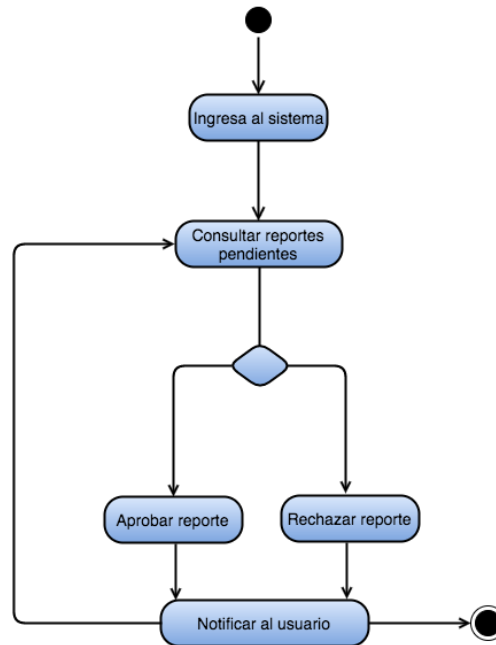 Ingresa al sistema
Consultar reportes
pendientes
Aprobar reporte
Rechazar reporte
Notificar al usuario